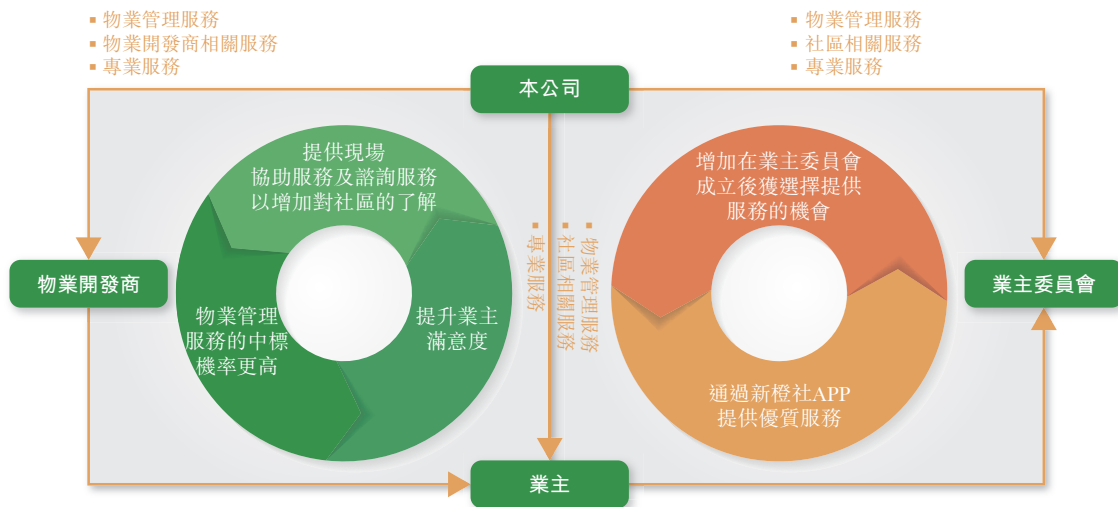 ▪ 物業管理服務
▪ 物業開發商相關服務
▪ 專業服務
▪ 物業管理服務
▪ 社區相關服務
▪ 專業服務
本公司
提供現場
協助服務及諮詢服務
以增加對社區的了解
增加在業主委員會
成立後獲選擇提供
服務的機會
▪ 物業管理服務
▪ 社區相關服務
▪ 專業服務
物業開發商
業主委員會
物業管理
服務的中標
機率更高
提升業主
滿意度
通過新橙社APP
提供優質服務
業主